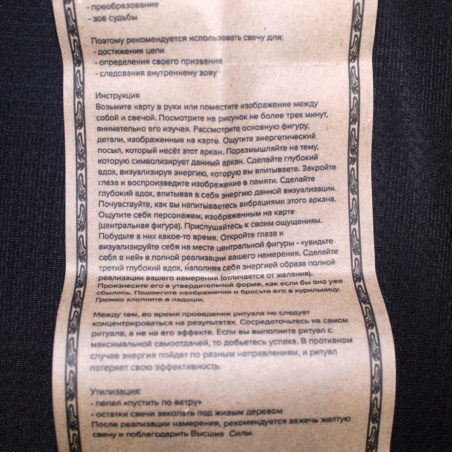 - преобразование
- зов судьбы
Поэтому рекомендуется использовать свечу для:
- достижения цели
- определения своего призвания
- следования внутреннему зову
Инструкция
Возьмите карту в руки или поместите изображение между
собой и свечой. Посмотрите на рисунок не более трех минут,
внимательно его изучая. Рассмотрите основную фигуру,
детали, изображенные на карте. Ощутите энергетический
посыл, который несёт этот аркан. Поразмышляйте на тему,
которую символизирует данный аркан. Сделайте глубокий
вдох, визуализируя энергию, которую вы впитываете. Закройте
глаза и воспроизведите изображение в памяти. Сделайте
глубокий вдох, впитывая в себя энергию данной визуализации.
Почувствуйте, как вы напитываетесь вибрациями этого аркана.
Ощутите себя персонажем, изображенным на карте
(центральная фигура). Прислушайтесь к своим ощущениям.
Побудьте в них какое-то время. Откройте глаза и
визуализируйте себя на месте центральной фигуры - «увидьте
себя в ней» в полной реализации вашего намерения. Сделайте
третий глубокий вдох, наполняя себя энергией образа полной
реализации вашего намерения (отличается от желания).
Произнесите его в утвердительной форме, как если бы оно уже
сбылось. Подожгите изображение и бросьте его в курильницу.
Громко хлопните в ладоши.
Между тем, во время проведения ритуала не следует
концентрироваться на результатах. Сосредоточьтесь на самом
ритуале, а не на его эффекте. Если вы выполните ритуал с
максимальной самоотдачей, то добьетесь успеха. В противном
случае энергия пойдет по разным направлениям, и ритуал
потеряет свою эффективность.
Утилизация:
- пепел «пустить по ветру»
- остатки свечи закопать под живым деревом
После реализации намерения, рекомендуется зажечь желтую
свечу и поблагодарить Высшие Силы.